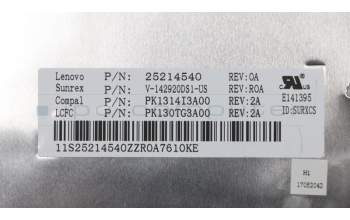 Lenovo P/N: 25214540 REV:0A
Sunrex P/N: V-142920DS1-US REV:R0A
Compal P/N: PK1314I3A00 REV:2A
LCFC P/N: PK130TG3A00 REV:2A
C US
E141395
ID:SURXCS
11S25214540ZZR0A7610KE
H1